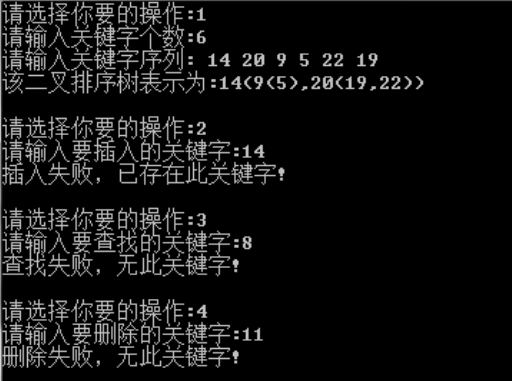 请选择你要的操作:1
请输入关键字个数:6
请输入关键字序列: 14 20 9 5 22 19
该二叉排序树表示为:14(9(5),20(19,22))
请选择你要的操作:2
请输入要插入的关键字:14
插入失败，已存在此关键字!
请选择你要的操作:3
请输入要查找的关键字:8
查找失败，无此关键字!
请选择你要的操作:4
请输入要删除的关键字:11
删除失败，无此关键字!